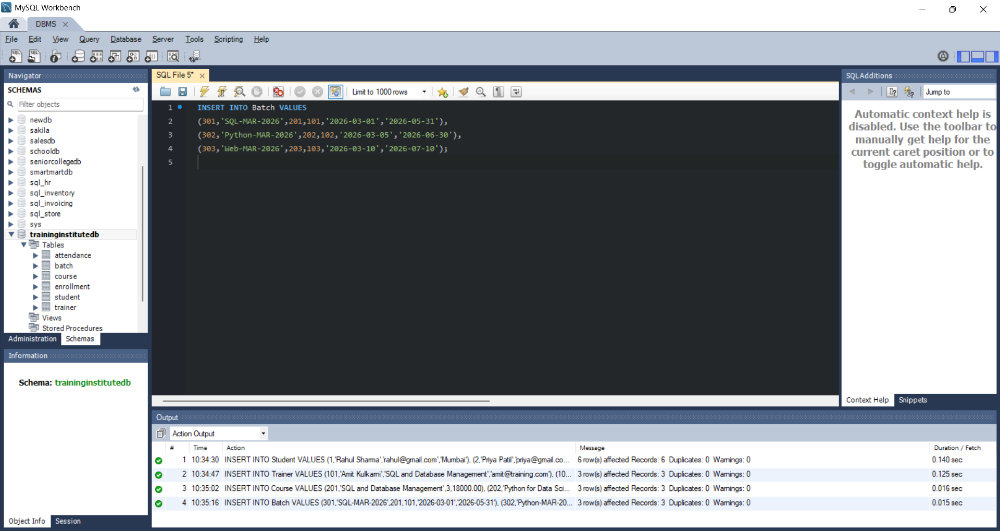 MySQL Workbench
DBMS
File Edit View Query Database Server Tools Scripting Help
Navigator
SCHEMAS
Filter objects
newdb
sakila
salesdb
schooldb
seniorcollegedb
smartmartdb
sql_hr
sql_inventory
sql_invoicing
sql_store
sys
traininginstitutedb
Tables
attendance
batch
course
enrollment
student
trainer
Views
Stored Procedures
Administration Schemas
Information
Schema: traininginstitutedb
Object Info Session
SQL File 5*
Limit to 1000 rows
1 INSERT INTO Batch VALUES
2 (301,'SQL-MAR-2026',201,101,'2026-03-01','2026-05-31'),
3 (302,'Python-MAR-2026',202,102,'2026-03-05','2026-06-30'),
4 (303,'Web-MAR-2026',203,103,'2026-03-10','2026-07-10');
5
SQLAdditions
Jump to
Automatic context help is
disabled. Use the toolbar to
manually get help for the
current caret position or to
toggle automatic help.
Context Help Snippets
Output
Action Output
# Time Action Message Duration / Fetch
1 10:34:30 INSERT INTO Student VALUES (1,'Rahul Sharma','rahul@gmail.com','Mumbai'), (2,'Priya Patil','priya@gmail.co... 6 row(s) affected Records: 6 Duplicates: 0 Warnings: 0 0.140 sec
2 10:34:47 INSERT INTO Trainer VALUES (101,'Amit Kulkarni','SQL and Database Management','amit@training.com'), (10... 3 row(s) affected Records: 3 Duplicates: 0 Warnings: 0 0.125 sec
3 10:35:02 INSERT INTO Course VALUES (201,'SQL and Database Management',3,18000.00), (202,'Python for Data Sci... 3 row(s) affected Records: 3 Duplicates: 0 Warnings: 0 0.016 sec
4 10:35:16 INSERT INTO Batch VALUES (301,'SQL-MAR-2026',201,101,'2026-03-01','2026-05-31'), (302,'Python-MAR-20... 3 row(s) affected Records: 3 Duplicates: 0 Warnings: 0 0.015 sec